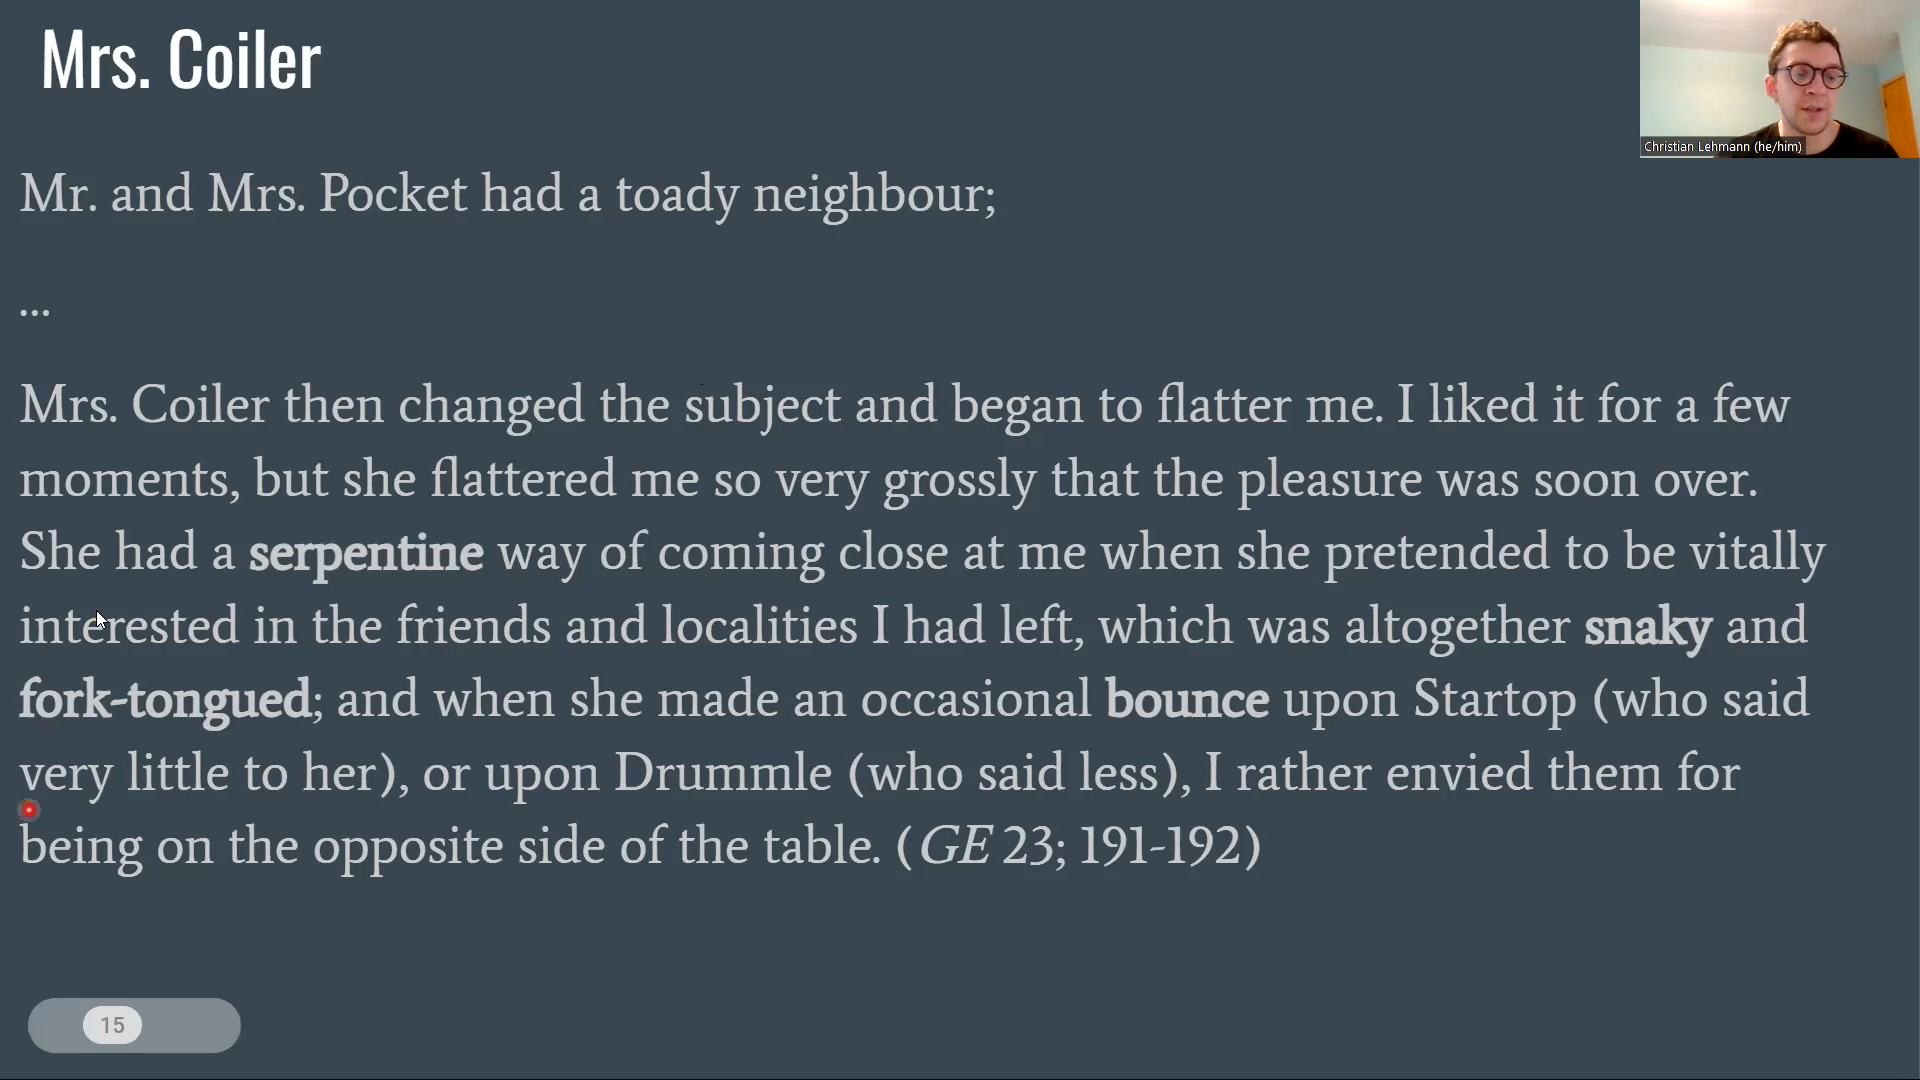 Mrs. Coiler
Christian Lehmann (he/him)
Mr. and Mrs. Pocket had a toady neighbour;
...
Mrs. Coiler then changed the subject and began to flatter me. I liked it for a few
moments, but she flattered me so very grossly that the pleasure was soon over.
She had a serpentine way of coming close at me when she pretended to be vitally
interested in the friends and localities I had left, which was altogether snaky and
fork-tongued; and when she made an occasional bounce upon Startop (who said
very little to her), or upon Drummle (who said less), I rather envied them for
being on the opposite side of the table. (GE 23; 191-192)
15